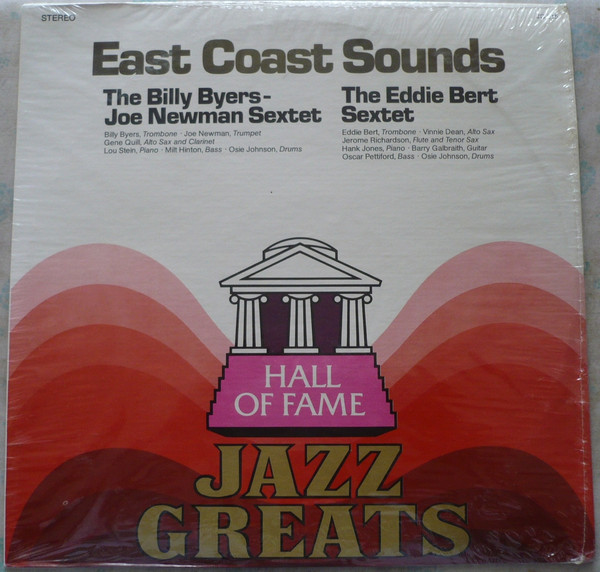 STEREO
East Coast Sounds
The Billy Byers-
Joe Newman Sextet
Billy Byers, Trombone · Joe Newman, Trumpet
Gene Quill, Alto Sax and Clarinet
Lou Stein, Piano · Milt Hinton, Bass · Osie Johnson, Drums
The Eddie Bert
Sextet
Eddie Bert, Trombone · Vinnie Dean, Alto Sax
Jerome Richardson, Flute and Tenor Sax
Hank Jones, Piano · Barry Galbraith, Guitar
Oscar Pettiford, Bass · Osie Johnson, Drums
HALL
OF FAME
JAZZ
GREATS